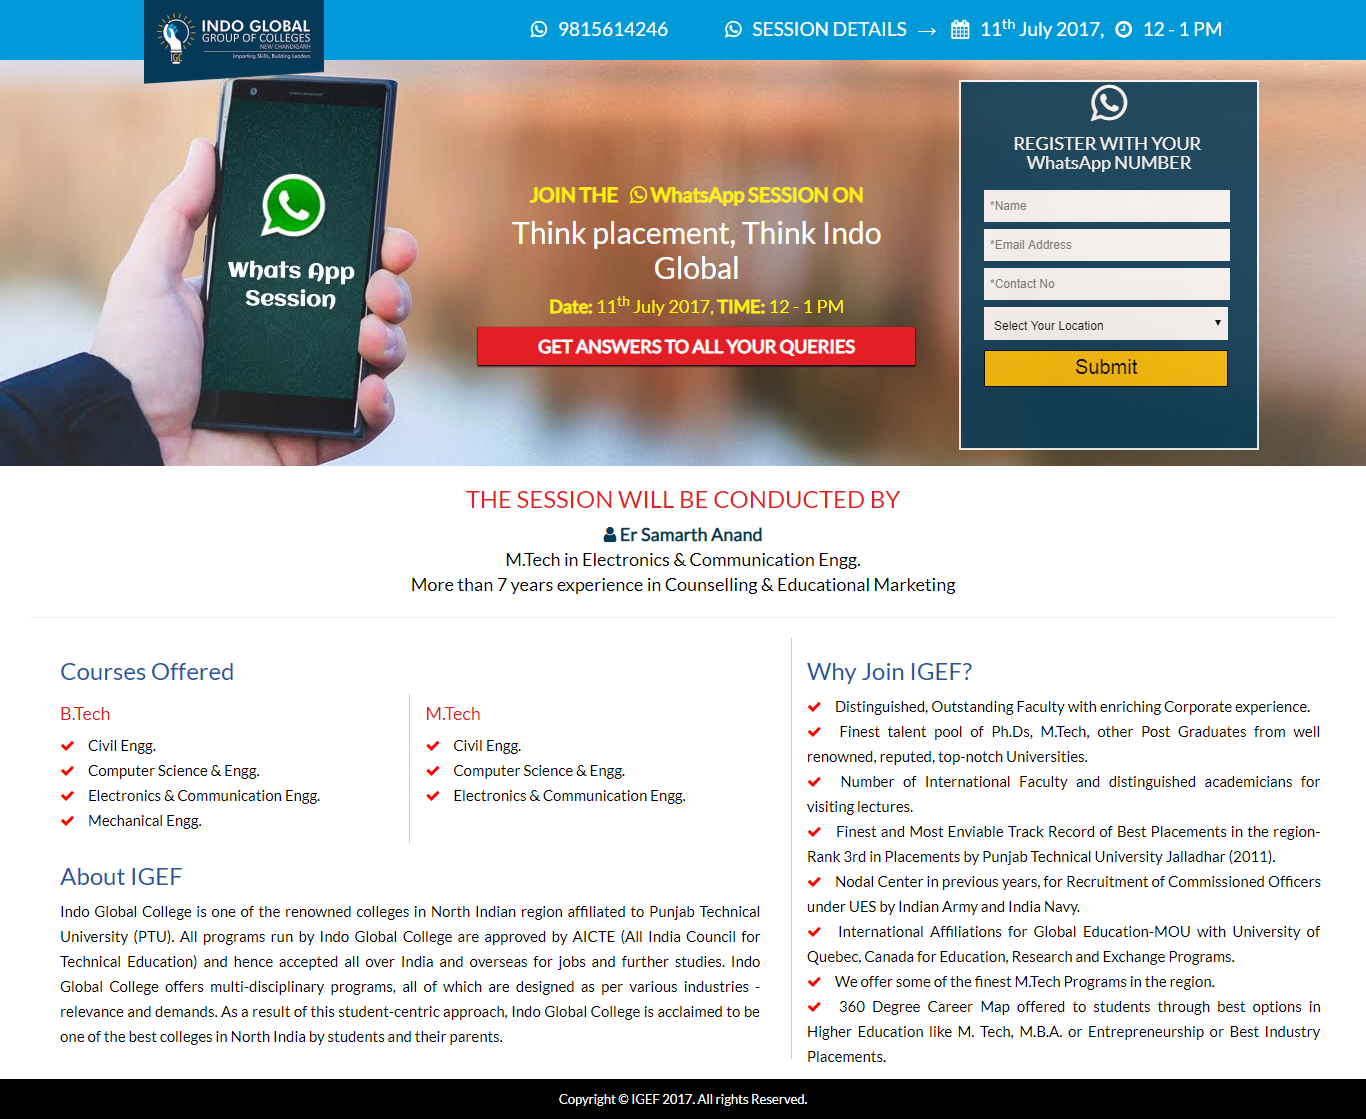 INDO GLOBAL
GROUP OF COLLEGES
NEW CHANDIGARH
Imparting Skills, Building Leaders
IGC
9815614246
SESSION DETAILS → 11th July 2017, 12 - 1 PM
Whats App
Session
JOIN THE WhatsApp SESSION ON
Think placement, Think Indo
Global
Date: 11th July 2017, TIME: 12 - 1 PM
GET ANSWERS TO ALL YOUR QUERIES
REGISTER WITH YOUR
WhatsApp NUMBER
*Name
*Email Address
*Contact No
Select Your Location
Submit
THE SESSION WILL BE CONDUCTED BY
Er Samarth Anand
M.Tech in Electronics & Communication Engg.
More than 7 years experience in Counselling & Educational Marketing
Courses Offered
B.Tech
Civil Engg.
Computer Science & Engg.
Electronics & Communication Engg.
Mechanical Engg.
M.Tech
Civil Engg.
Computer Science & Engg.
Electronics & Communication Engg.
About IGEF
Indo Global College is one of the renowned colleges in North Indian region affiliated to Punjab Technical
University (PTU). All programs run by Indo Global College are approved by AICTE (All India Council for
Technical Education) and hence accepted all over India and overseas for jobs and further studies. Indo
Global College offers multi-disciplinary programs, all of which are designed as per various industries -
relevance and demands. As a result of this student-centric approach, Indo Global College is acclaimed to be
one of the best colleges in North India by students and their parents.
Why Join IGEF?
Distinguished, Outstanding Faculty with enriching Corporate experience.
Finest talent pool of Ph.Ds, M.Tech, other Post Graduates from well
renowned, reputed, top-notch Universities.
Number of International Faculty and distinguished academicians for
visiting lectures.
Finest and Most Enviable Track Record of Best Placements in the region-
Rank 3rd in Placements by Punjab Technical University Jalladhar (2011).
Nodal Center in previous years, for Recruitment of Commissioned Officers
under UES by Indian Army and India Navy.
International Affiliations for Global Education-MOU with University of
Quebec, Canada for Education, Research and Exchange Programs.
We offer some of the finest M.Tech Programs in the region.
360 Degree Career Map offered to students through best options in
Higher Education like M. Tech, M.B.A. or Entrepreneurship or Best Industry
Placements.
Copyright © IGEF 2017. All rights Reserved.